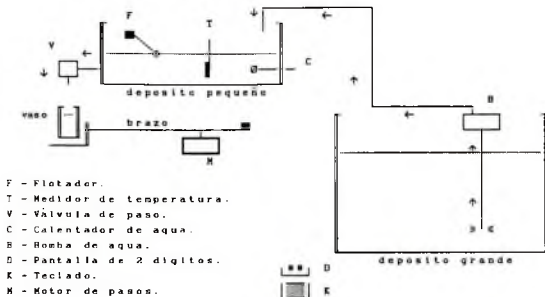 F
T
V
C
B
deposito pequeño
vaso
brazo
M
F - Flotador.
T - Medidor de temperatura.
V - Válvula de paso.
C - Calentador de agua.
B - Bomba de agua.
D - Pantalla de 2 digitos.
K - Teclado.
M - Motor de pasos.
deposito grande
D
K